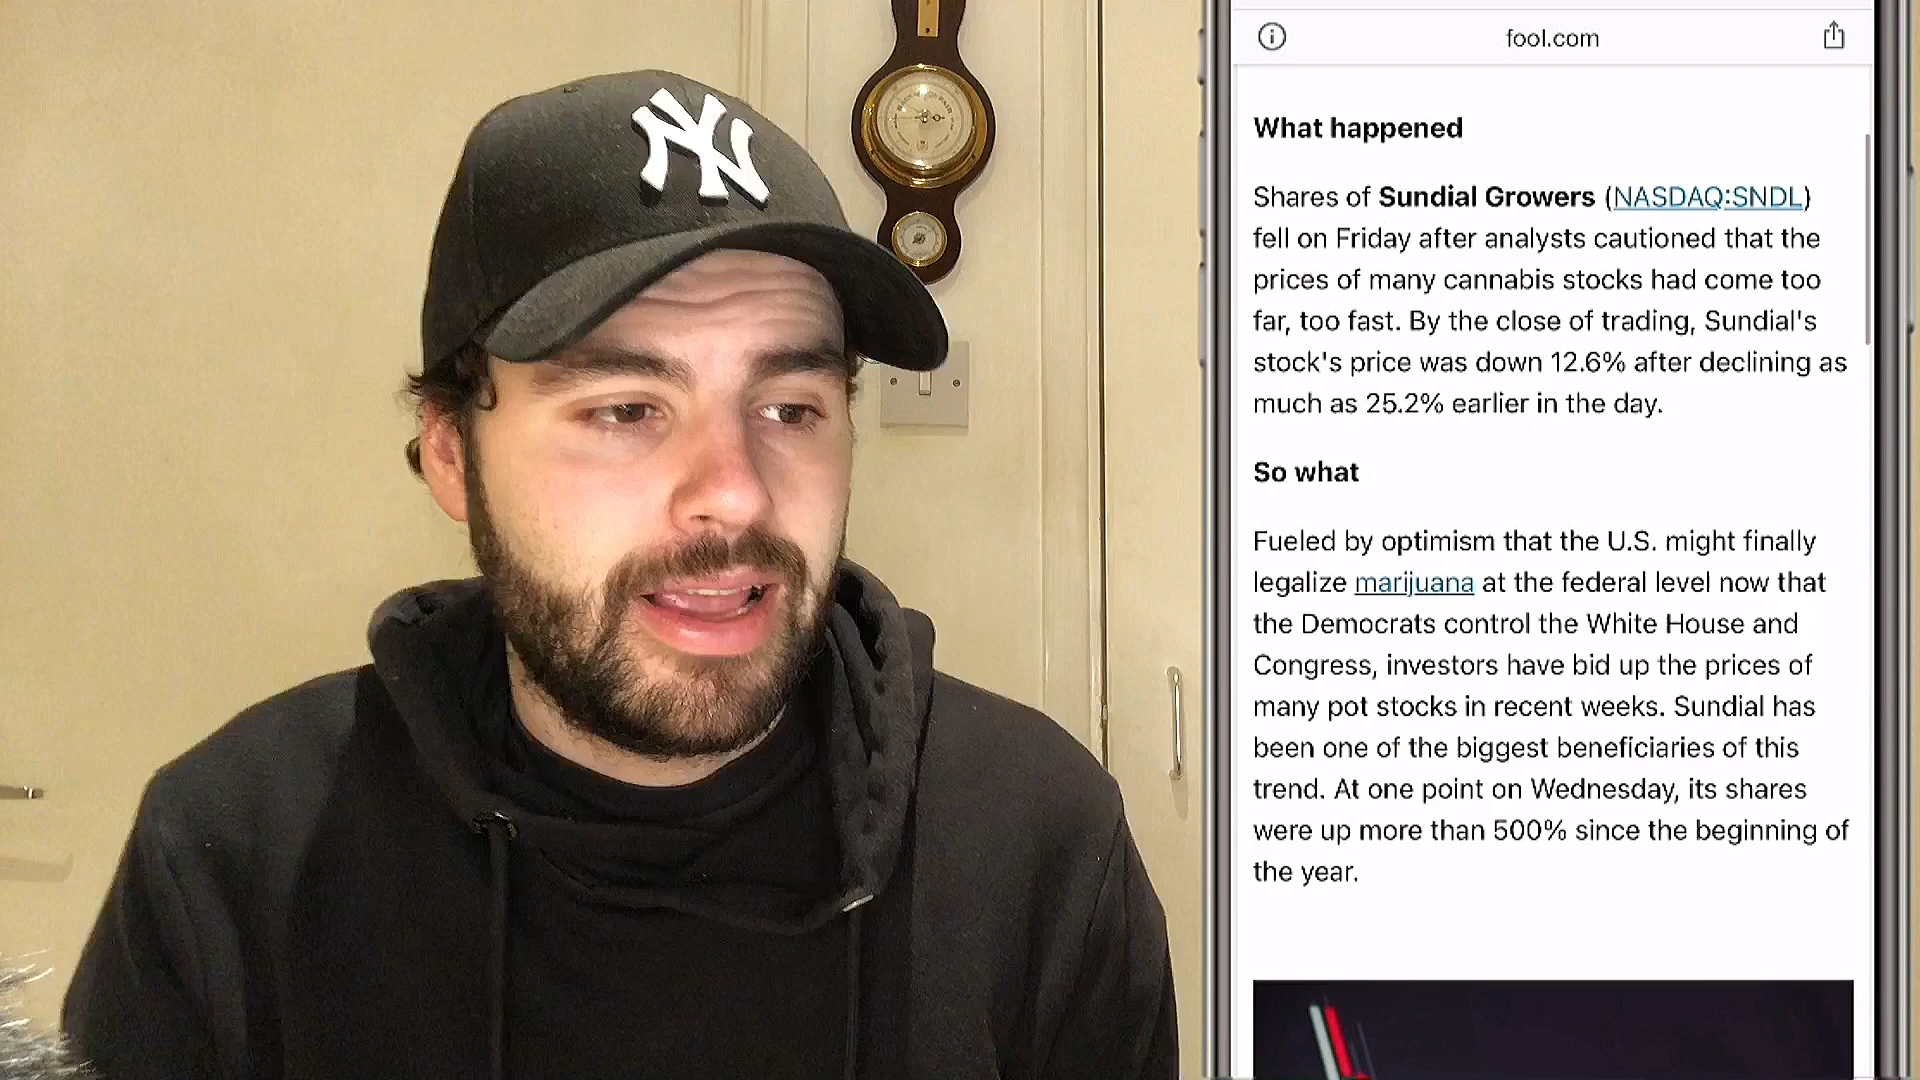 NY
fool.com
What happened
Shares of Sundial Growers (NASDAQ:SNDL)
fell on Friday after analysts cautioned that the
prices of many cannabis stocks had come too
far, too fast. By the close of trading, Sundial's
stock's price was down 12.6% after declining as
much as 25.2% earlier in the day.
So what
Fueled by optimism that the U.S. might finally
legalize marijuana at the federal level now that
the Democrats control the White House and
Congress, investors have bid up the prices of
many pot stocks in recent weeks. Sundial has
been one of the biggest beneficiaries of this
trend. At one point on Wednesday, its shares
were up more than 500% since the beginning of
the year.